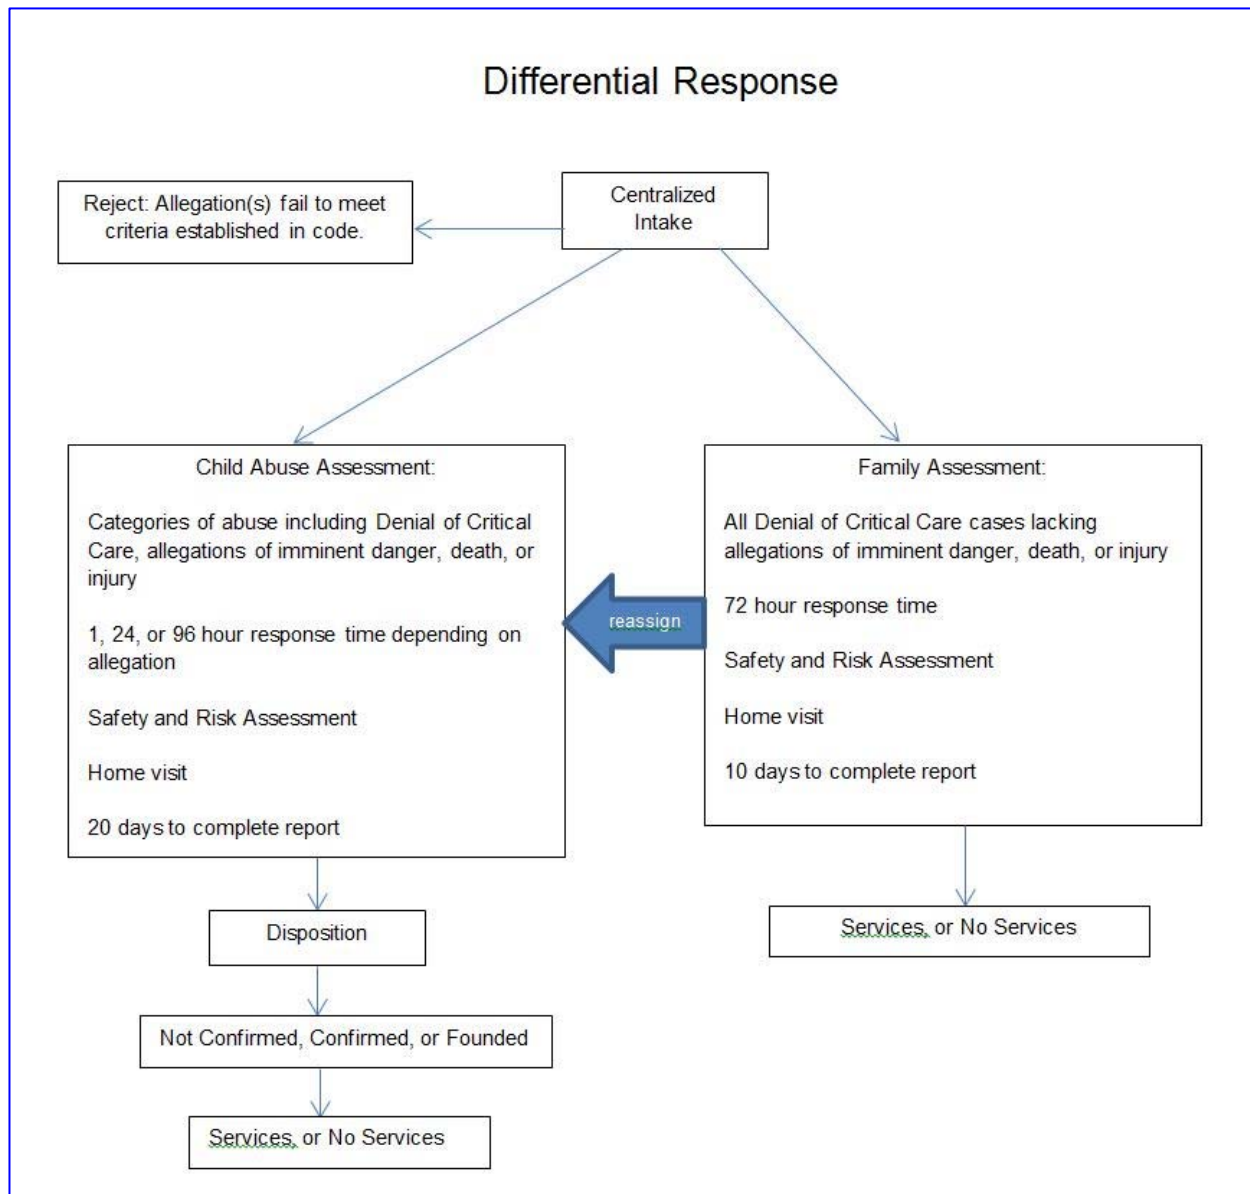 Differential Response
Reject: Allegation(s) fail to meet
criteria established in code.
Centralized
Intake
Child Abuse Assessment:
Categories of abuse including Denial of Critical
Care, allegations of imminent danger, death, or
injury
1, 24, or 96 hour response time depending on
allegation
Safety and Risk Assessment
Home visit
20 days to complete report
reassign
Family Assessment:
All Denial of Critical Care cases lacking
allegations of imminent danger, death, or injury
72 hour response time
Safety and Risk Assessment
Home visit
10 days to complete report
Disposition
Not Confirmed, Confirmed, or Founded
Services, or No Services
Services, or No Services